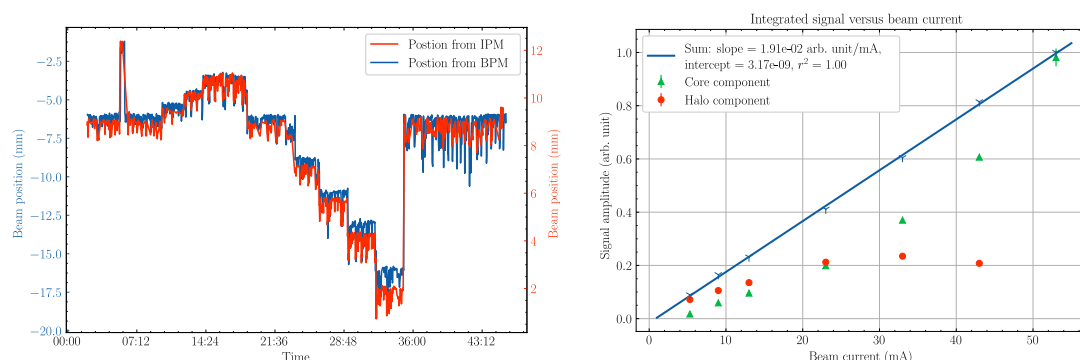 Postion from IPM
Postion from BPM
−2.5
−5.0
−7.5
−10.0
−12.5
−15.0
−17.5
−20.0
Beam position (mm)
12
10
8
6
4
2
Beam position (mm)
00:00 07:12 14:24 21:36 28:48 36:00 43:12
Time
Integrated signal versus beam current
Sum: slope = 1.91e-02 arb. unit/mA,
intercept = 3.17e-09, r² = 1.00
Core component
Halo component
1.0
0.8
0.6
0.4
0.2
0.0
Signal amplitude (arb. unit)
0 10 20 30 40 50
Beam current (mA)